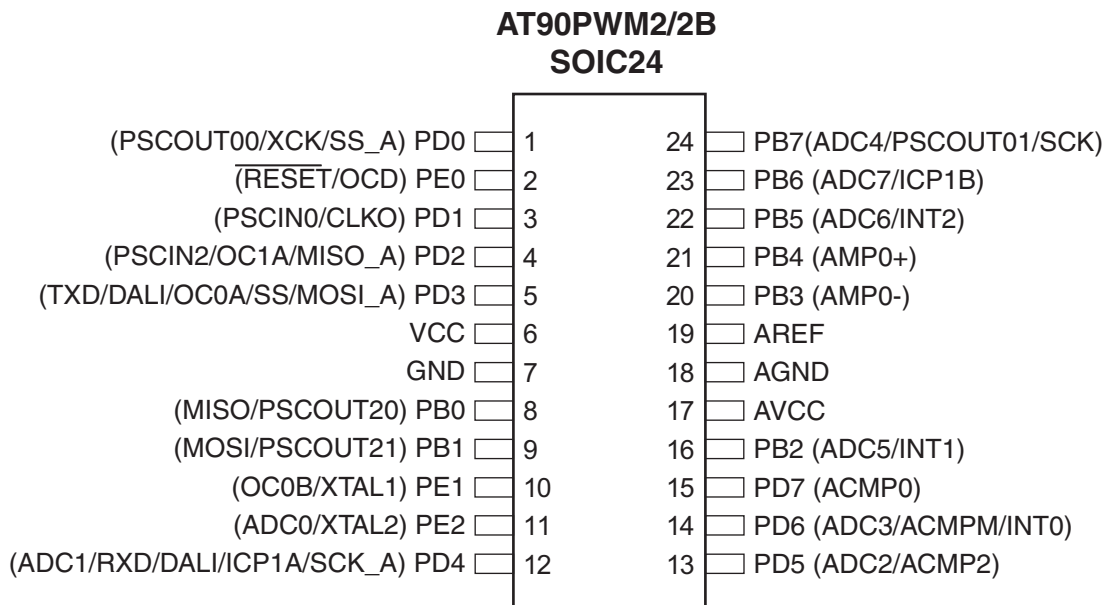 AT90PWM2/2B
SOIC24
(PSCOUT00/XCK/SS_A) PD0 1 24 PB7(ADC4/PSCOUT01/SCK)
(RESET/OCD) PE0 2 23 PB6 (ADC7/ICP1B)
(PSCIN0/CLKO) PD1 3 22 PB5 (ADC6/INT2)
(PSCIN2/OC1A/MISO_A) PD2 4 21 PB4 (AMP0+)
(TXD/DALI/OC0A/SS/MOSI_A) PD3 5 20 PB3 (AMP0-)
VCC 6 19 AREF
GND 7 18 AGND
(MISO/PSCOUT20) PB0 8 17 AVCC
(MOSI/PSCOUT21) PB1 9 16 PB2 (ADC5/INT1)
(OC0B/XTAL1) PE1 10 15 PD7 (ACMP0)
(ADC0/XTAL2) PE2 11 14 PD6 (ADC3/ACMPM/INT0)
(ADC1/RXD/DALI/ICP1A/SCK_A) PD4 12 13 PD5 (ADC2/ACMP2)